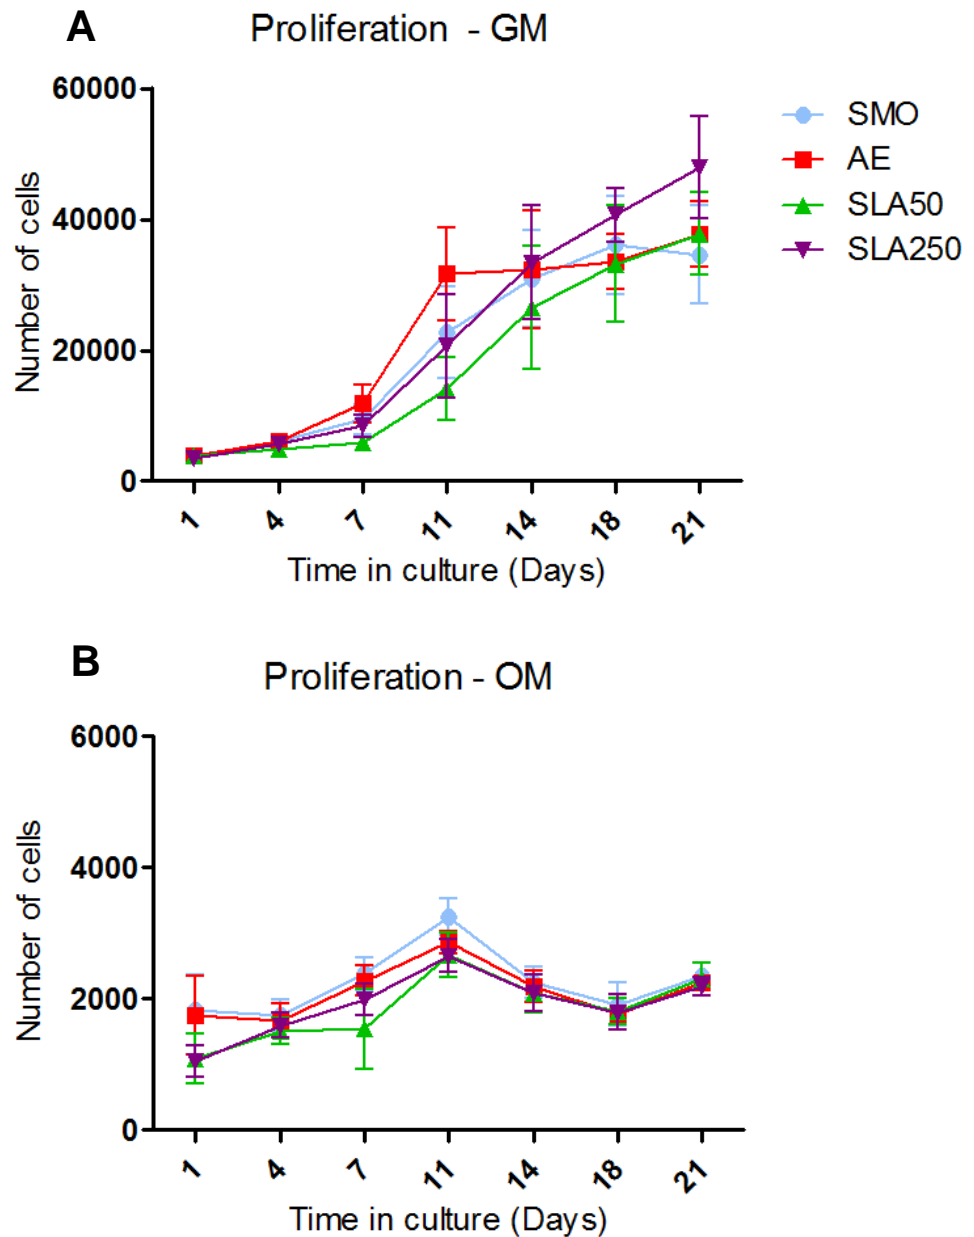 A
Proliferation - GM
60000
40000
20000
0
Number of cells
1 4 7 11 14 18 21
Time in culture (Days)
SMO
AE
SLA50
SLA250
B
Proliferation - OM
6000
4000
2000
0
Number of cells
1 4 7 11 14 18 21
Time in culture (Days)